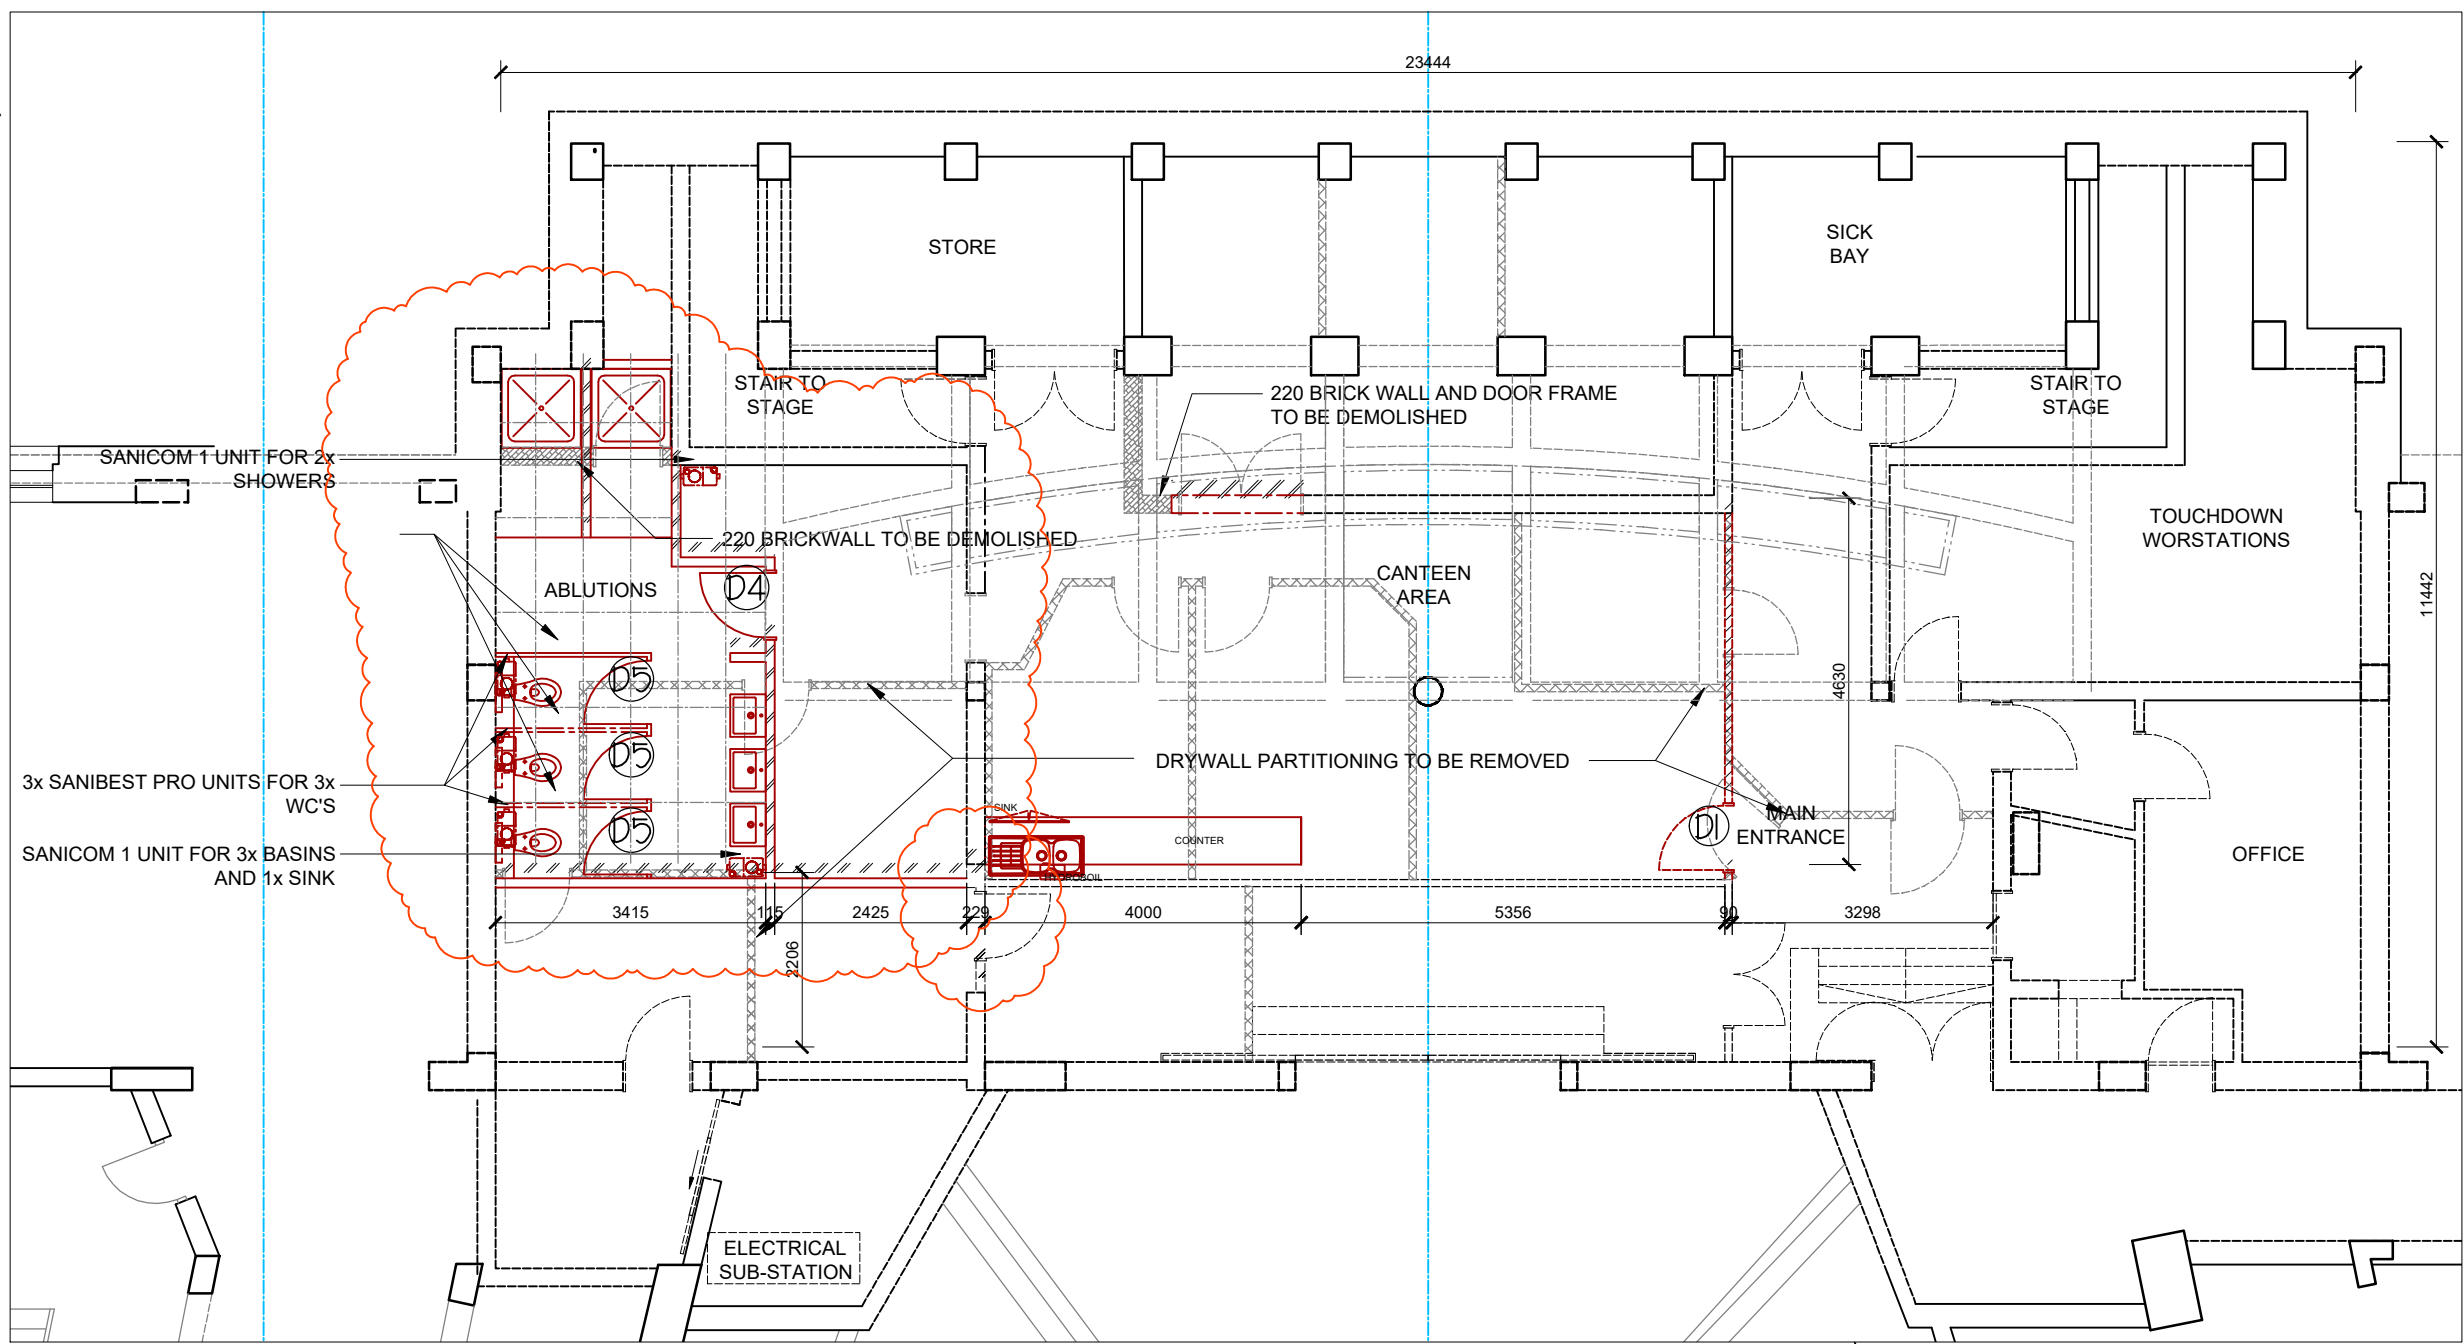 23444
STORE
SICK
BAY
STAIR TO
STAGE
220 BRICK WALL AND DOOR FRAME
TO BE DEMOLISHED
STAIR TO
STAGE
SANICOM 1 UNIT FOR 2x
SHOWERS
220 BRICKWALL TO BE DEMOLISHED
TOUCHDOWN
WORSTATIONS
ABLUTIONS
D4
CANTEEN
AREA
11442
4630
D5
D5
D5
DRYWALL PARTITIONING TO BE REMOVED
3x SANIBEST PRO UNITS FOR 3x
WC'S
SINK
COUNTER
D1
MAIN
ENTRANCE
SANICOM 1 UNIT FOR 3x BASINS
AND 1x SINK
HYDROBOIL
OFFICE
3415
115
2425
229
4000
5356
90
3298
2206
ELECTRICAL
SUB-STATION